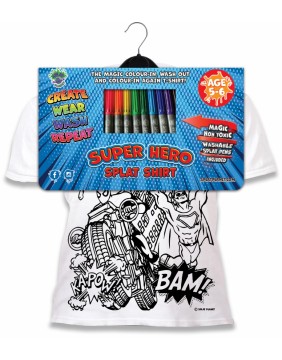 THE MAGIC COLOUR-IN, WASH OUT
AND COLOUR IN AGAIN T-SHIRT!
AGE
5-6
CREATE
WEAR
WASH
REPEAT
MAGIC
NON TOXIC
WASHABLE
SPLAT PENS
INCLUDED
SUPER HERO
SPLAT SHIRT
KAPOW
BAM!